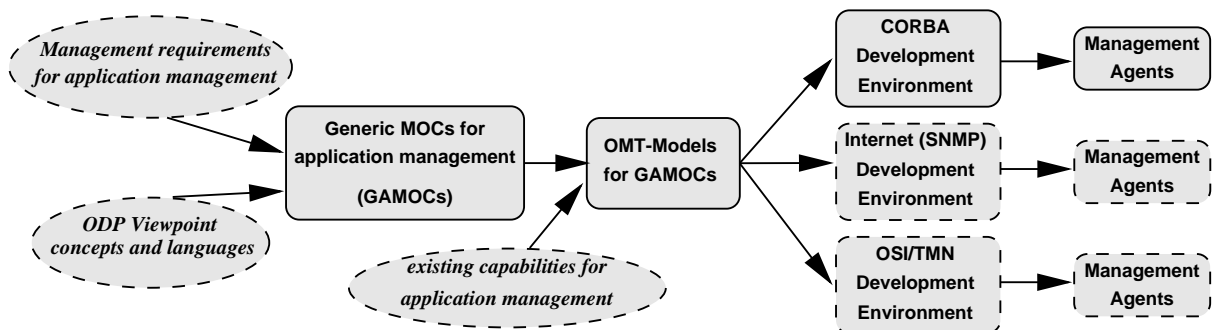 Management requirements
for application management
ODP Viewpoint
concepts and languages
Generic MOCs for
application management
(GAMOCs)
existing capabilities for
application management
OMT-Models
for GAMOCs
CORBA
Development
Environment
Management
Agents
Internet (SNMP)
Development
Environment
Management
Agents
OSI/TMN
Development
Environment
Management
Agents